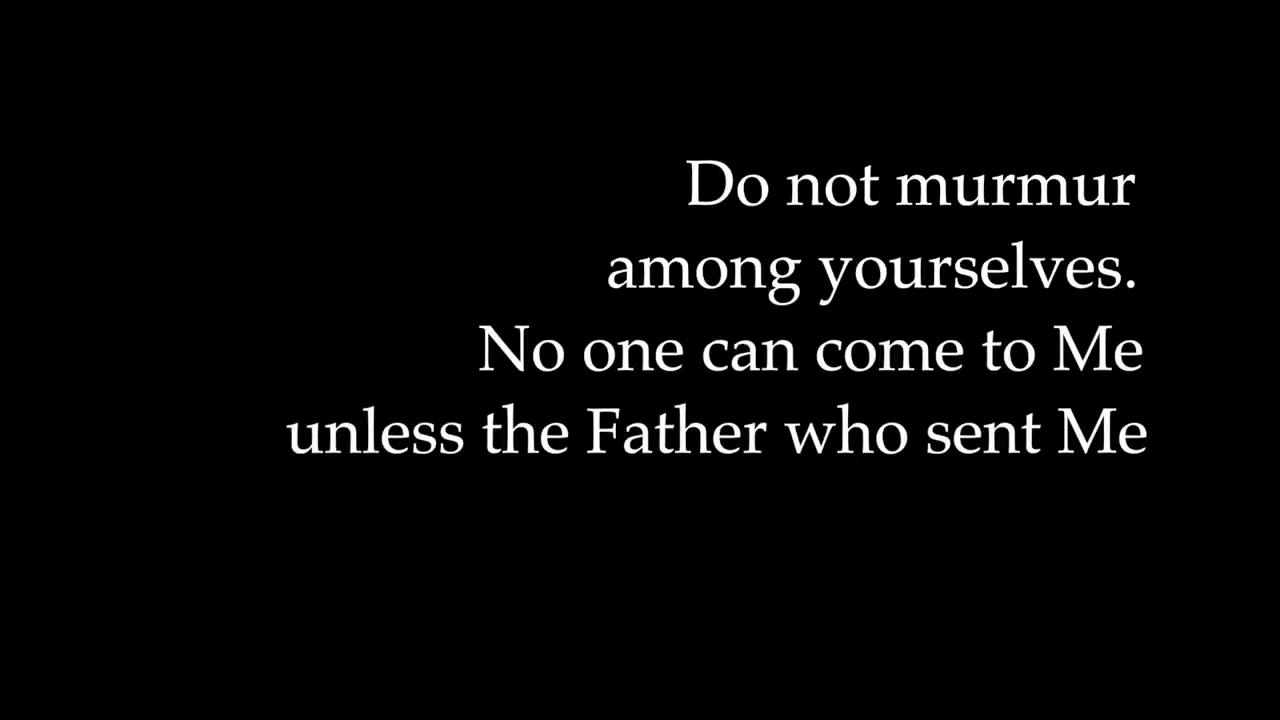 Do not murmur
among yourselves.
No one can come to Me
unless the Father who sent Me